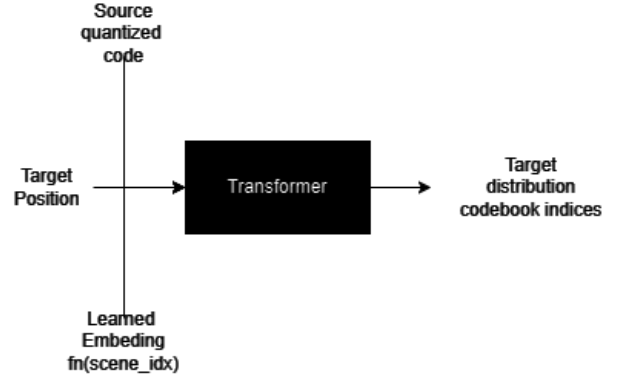 Source
quantized
code
Target
Position
Transformer
Target
distribution
codebook indices
Learned
Embeding
fn(scene_idx)